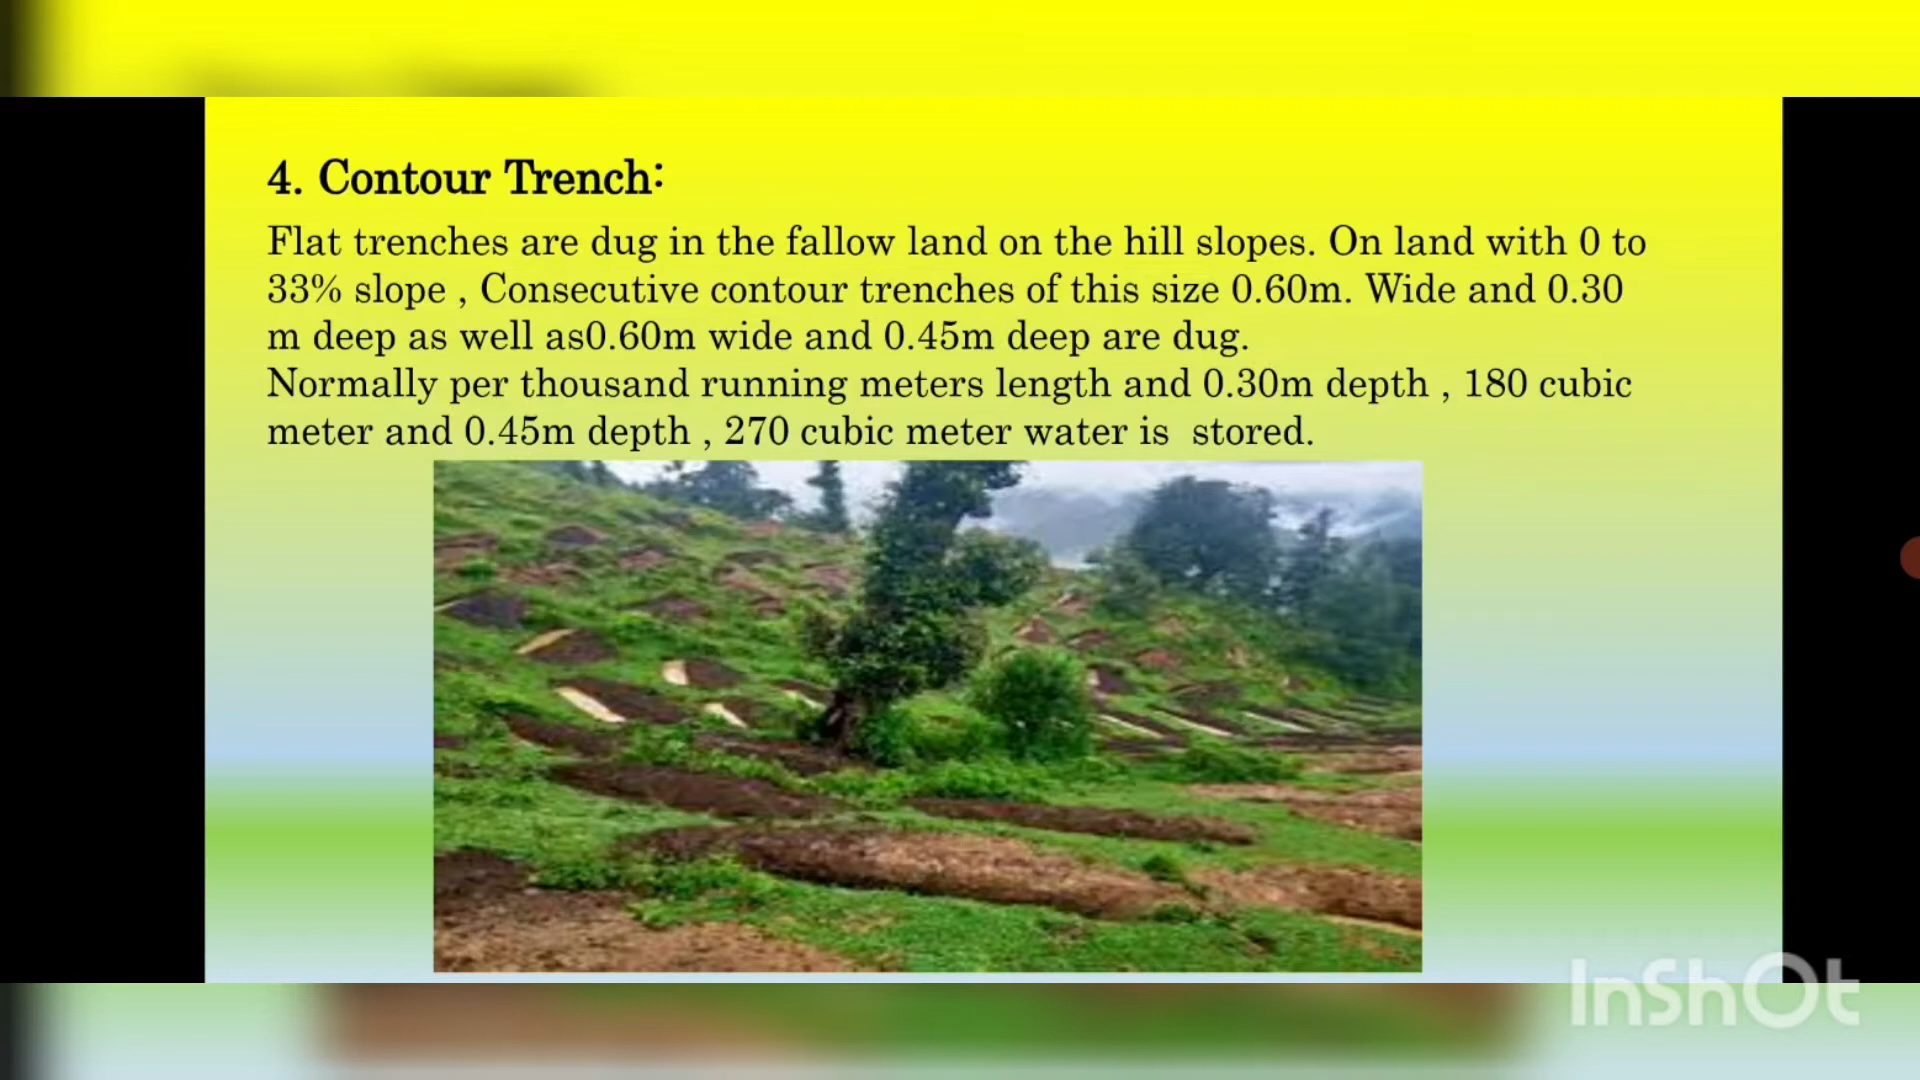 4. Contour Trench:
Flat trenches are dug in the fallow land on the hill slopes. On land with 0 to
33% slope , Consecutive contour trenches of this size 0.60m. Wide and 0.30
m deep as well as0.60m wide and 0.45m deep are dug.
Normally per thousand running meters length and 0.30m depth , 180 cubic
meter and 0.45m depth , 270 cubic meter water is  stored.
InShOt